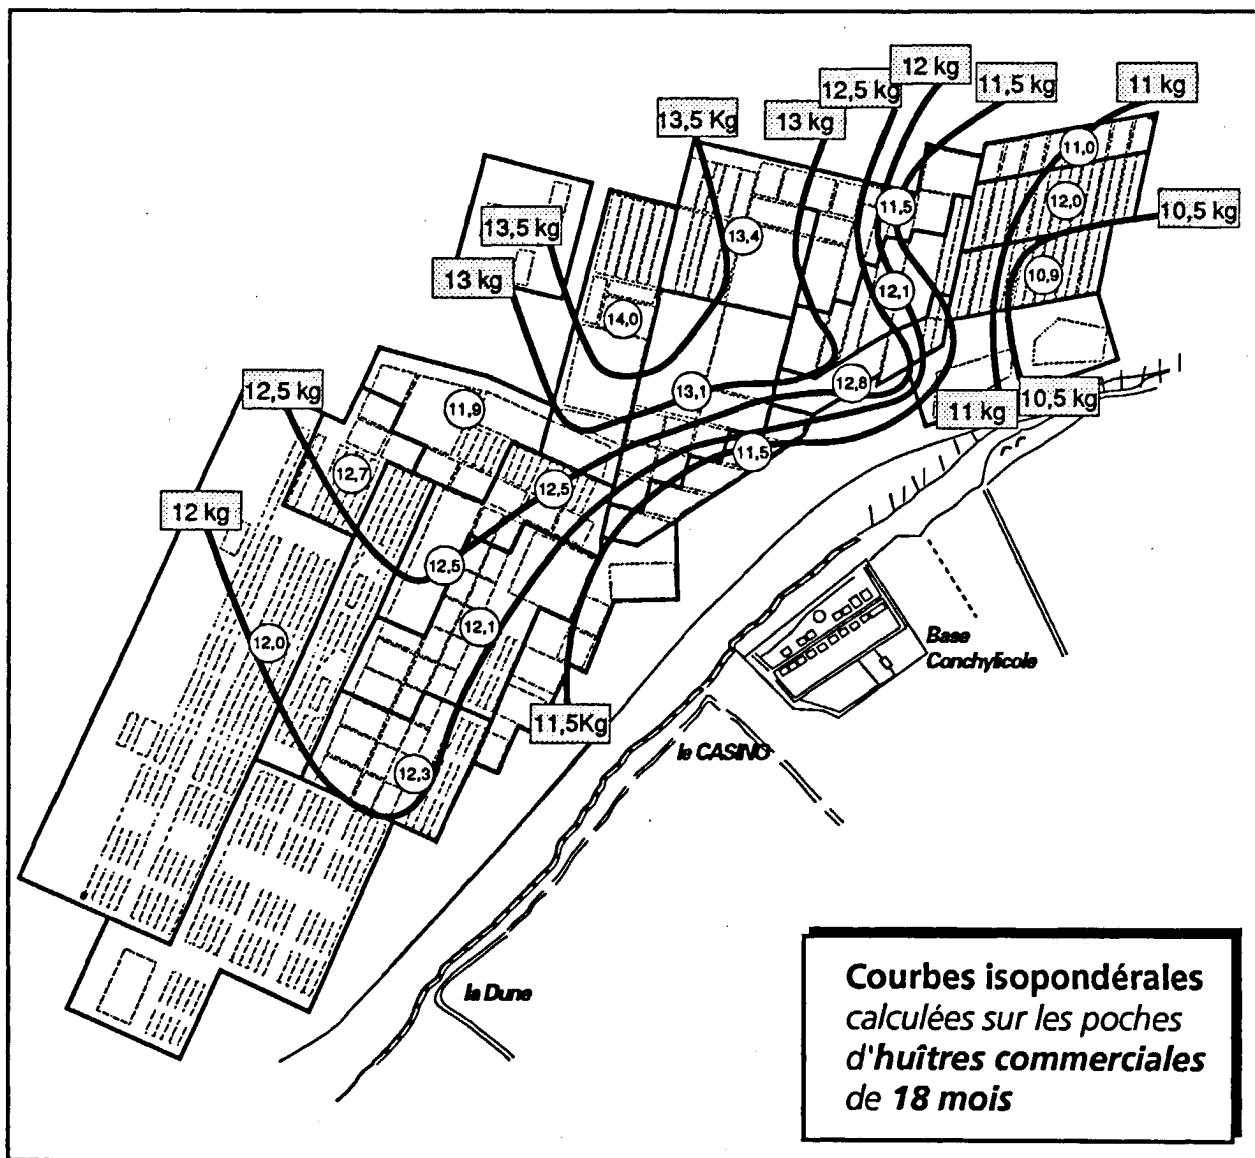 12 kg
12,5 kg
11,5 kg
11 kg
13,5 Kg
13 kg
11,0
12,0
10,5 kg
11,5
13,5 kg
13,4
13 kg
10,9
12,1
14,0
12,5 kg
13,1
12,8
11,9
11 kg
10,5 kg
11,5
12,7
12,5
12 kg
12,5
12,1
12,0
Base
Conchylicole
11,5Kg
le CASINO
12,3
la Dune
Courbes isopondérales
calculées sur les poches
d'huîtres commerciales
de 18 mois